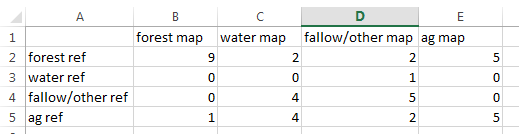 A B C D E
1 forest map water map fallow/other map ag map
2 forest ref 9 2 2 5
3 water ref 0 0 1 0
4 fallow/other ref 0 4 5 0
5 ag ref 1 4 2 5